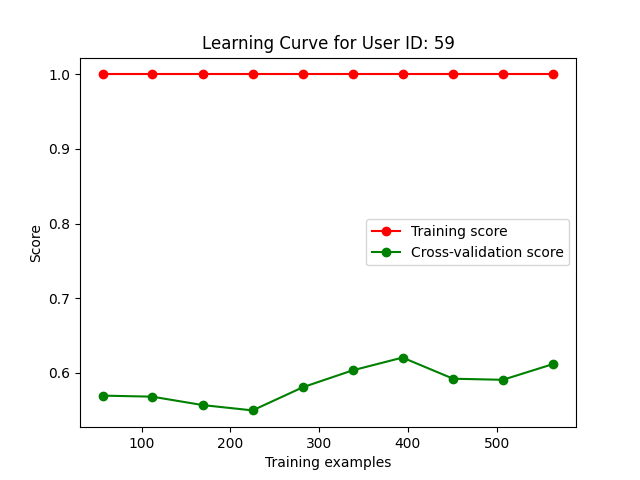 Learning Curve for User ID: 59
1.0
0.9
0.8
0.7
0.6
Score
Training score
Cross-validation score
100
200
300
400
500
Training examples